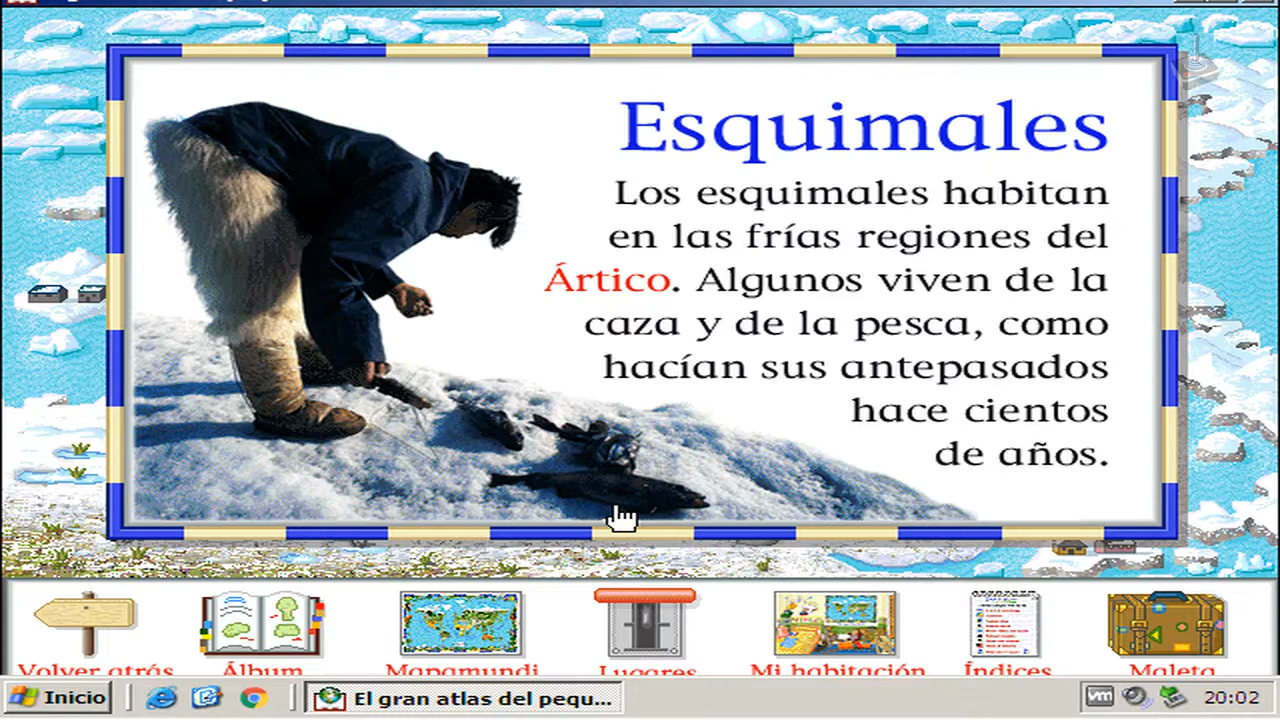 Esquimales
Los esquimales habitan
en las frías regiones del
Ártico. Algunos viven de la
caza y de la pesca, como
hacían sus antepasados
hace cientos
de años.
Volver atrás Álbum Mapamundi Lugares Mi habitación Índices Maleta
Inicio El gran atlas del pequ... vm 20:02